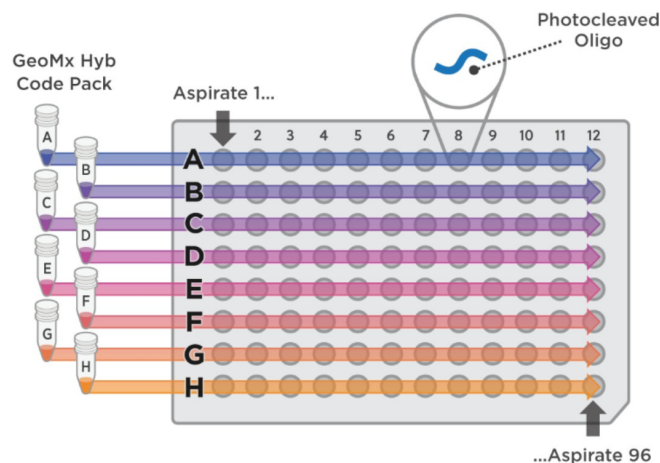 Photocleaved
Oligo
GeoMx Hyb
Code Pack
Aspirate 1...
2 3 4 5 6 7 8 9 10 11 12
A
B
C
D
E
F
G
H
A
B
C
D
E
F
G
H
...Aspirate 96